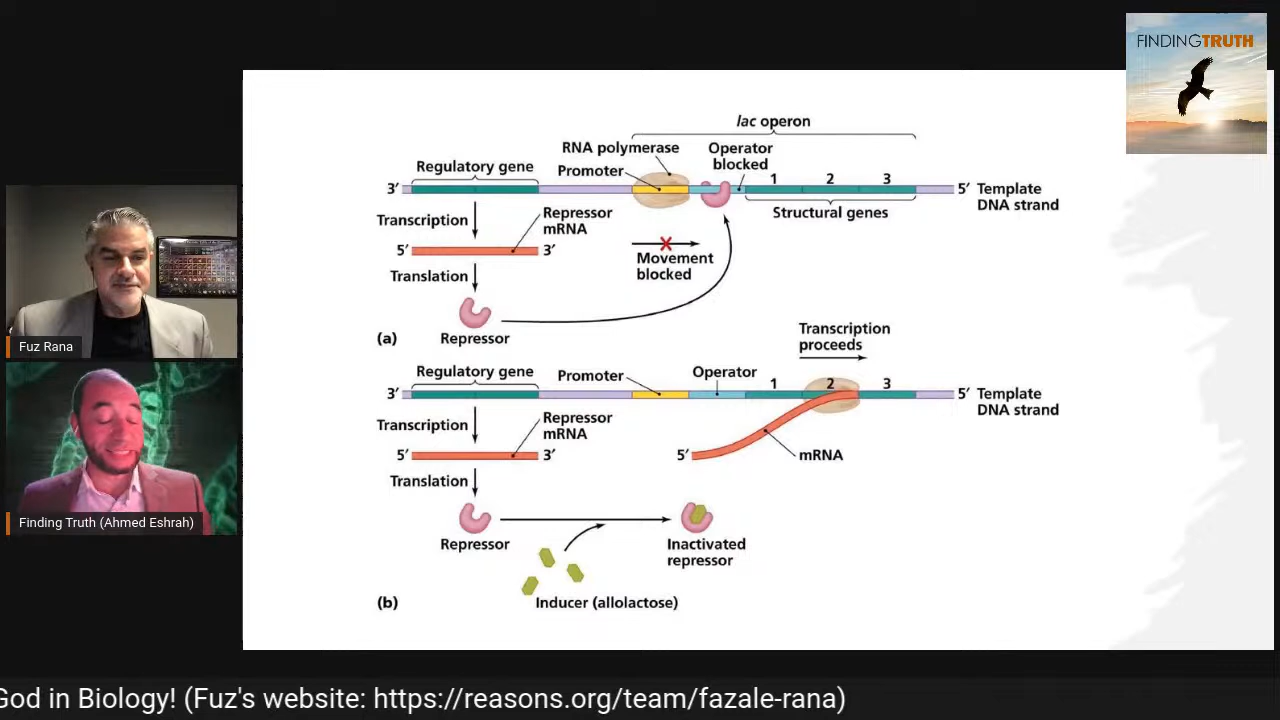 FINDINGTRUTH
lac operon
RNA polymerase
Operator
blocked
Regulatory gene
Promoter
1 2 3
3′
5′ Template
DNA strand
Transcription
Repressor
mRNA
Structural genes
5′
3′
Movement
blocked
Translation
(a)
Repressor
Transcription
proceeds
Regulatory gene
Promoter
Operator
1 2 3
3′
5′ Template
DNA strand
Transcription
Repressor
mRNA
5′
3′
5′
mRNA
Translation
Repressor
Inactivated
repressor
(b)
Inducer (allolactose)
Fuz Rana
Finding Truth (Ahmed Eshrah)
God in Biology! (Fuz's website: https://reasons.org/team/fazale-rana)